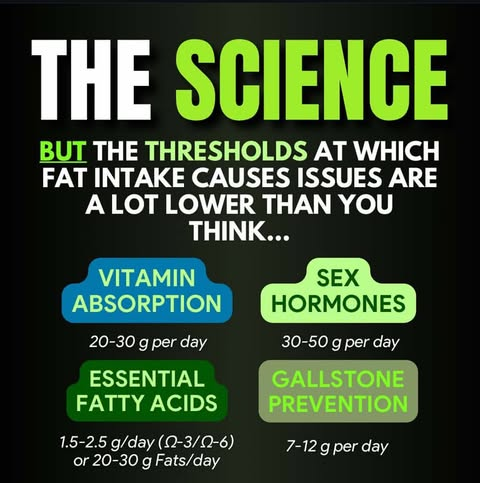 THE SCIENCE
BUT THE THRESHOLDS AT WHICH
FAT INTAKE CAUSES ISSUES ARE
A LOT LOWER THAN YOU
THINK...
VITAMIN
ABSORPTION
20-30 g per day
SEX
HORMONES
30-50 g per day
ESSENTIAL
FATTY ACIDS
1.5-2.5 g/day (Ω-3/Ω-6)
or 20-30 g Fats/day
GALLSTONE
PREVENTION
7-12 g per day